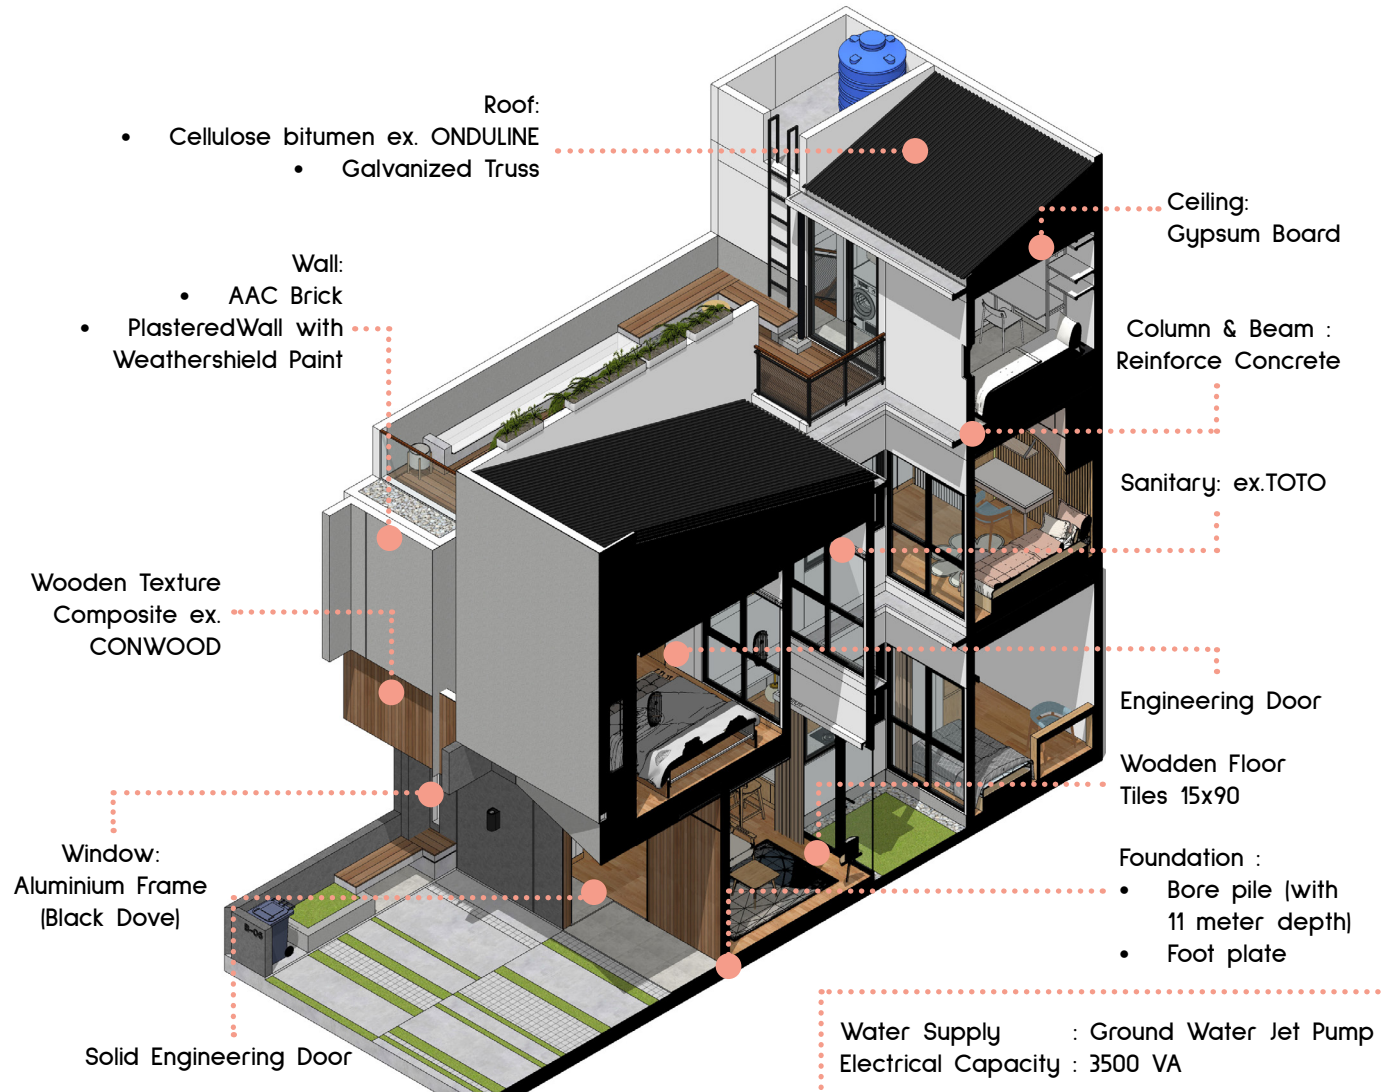 Roof:
• Cellulose bitumen ex. ONDULINE
• Galvanized Truss
Wall:
• AAC Brick
• PlasteredWall with
Weathershield Paint
Wooden Texture
Composite ex.
CONWOOD
Window:
Aluminium Frame
(Black Dove)
B-06
Solid Engineering Door
Ceiling:
Gypsum Board
Column & Beam :
Reinforce Concrete
Sanitary: ex.TOTO
Engineering Door
Wodden Floor
Tiles 15x90
Foundation :
• Bore pile (with
11 meter depth)
• Foot plate
Water Supply : Ground Water Jet Pump
Electrical Capacity : 3500 VA